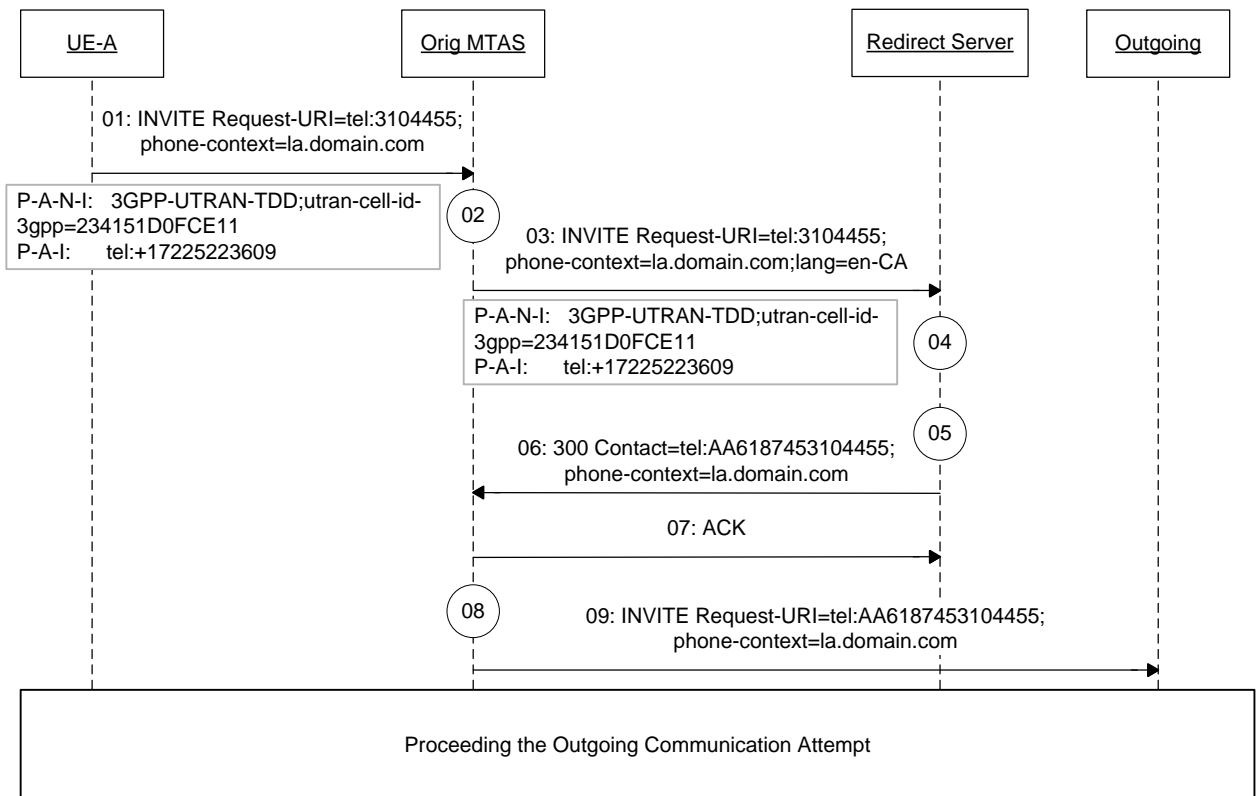 UE-A
Orig MTAS
Redirect Server
Outgoing
01: INVITE Request-URI=tel:3104455;
phone-context=la.domain.com
P-A-N-I: 3GPP-UTRAN-TDD;utran-cell-id-
3gpp=234151D0FCE11
P-A-I: tel:+17225223609
02
03: INVITE Request-URI=tel:3104455;
phone-context=la.domain.com;lang=en-CA
P-A-N-I: 3GPP-UTRAN-TDD;utran-cell-id-
3gpp=234151D0FCE11
P-A-I: tel:+17225223609
04
05
06: 300 Contact=tel:AA6187453104455;
phone-context=la.domain.com
07: ACK
08
09: INVITE Request-URI=tel:AA6187453104455;
phone-context=la.domain.com
Proceeding the Outgoing Communication Attempt